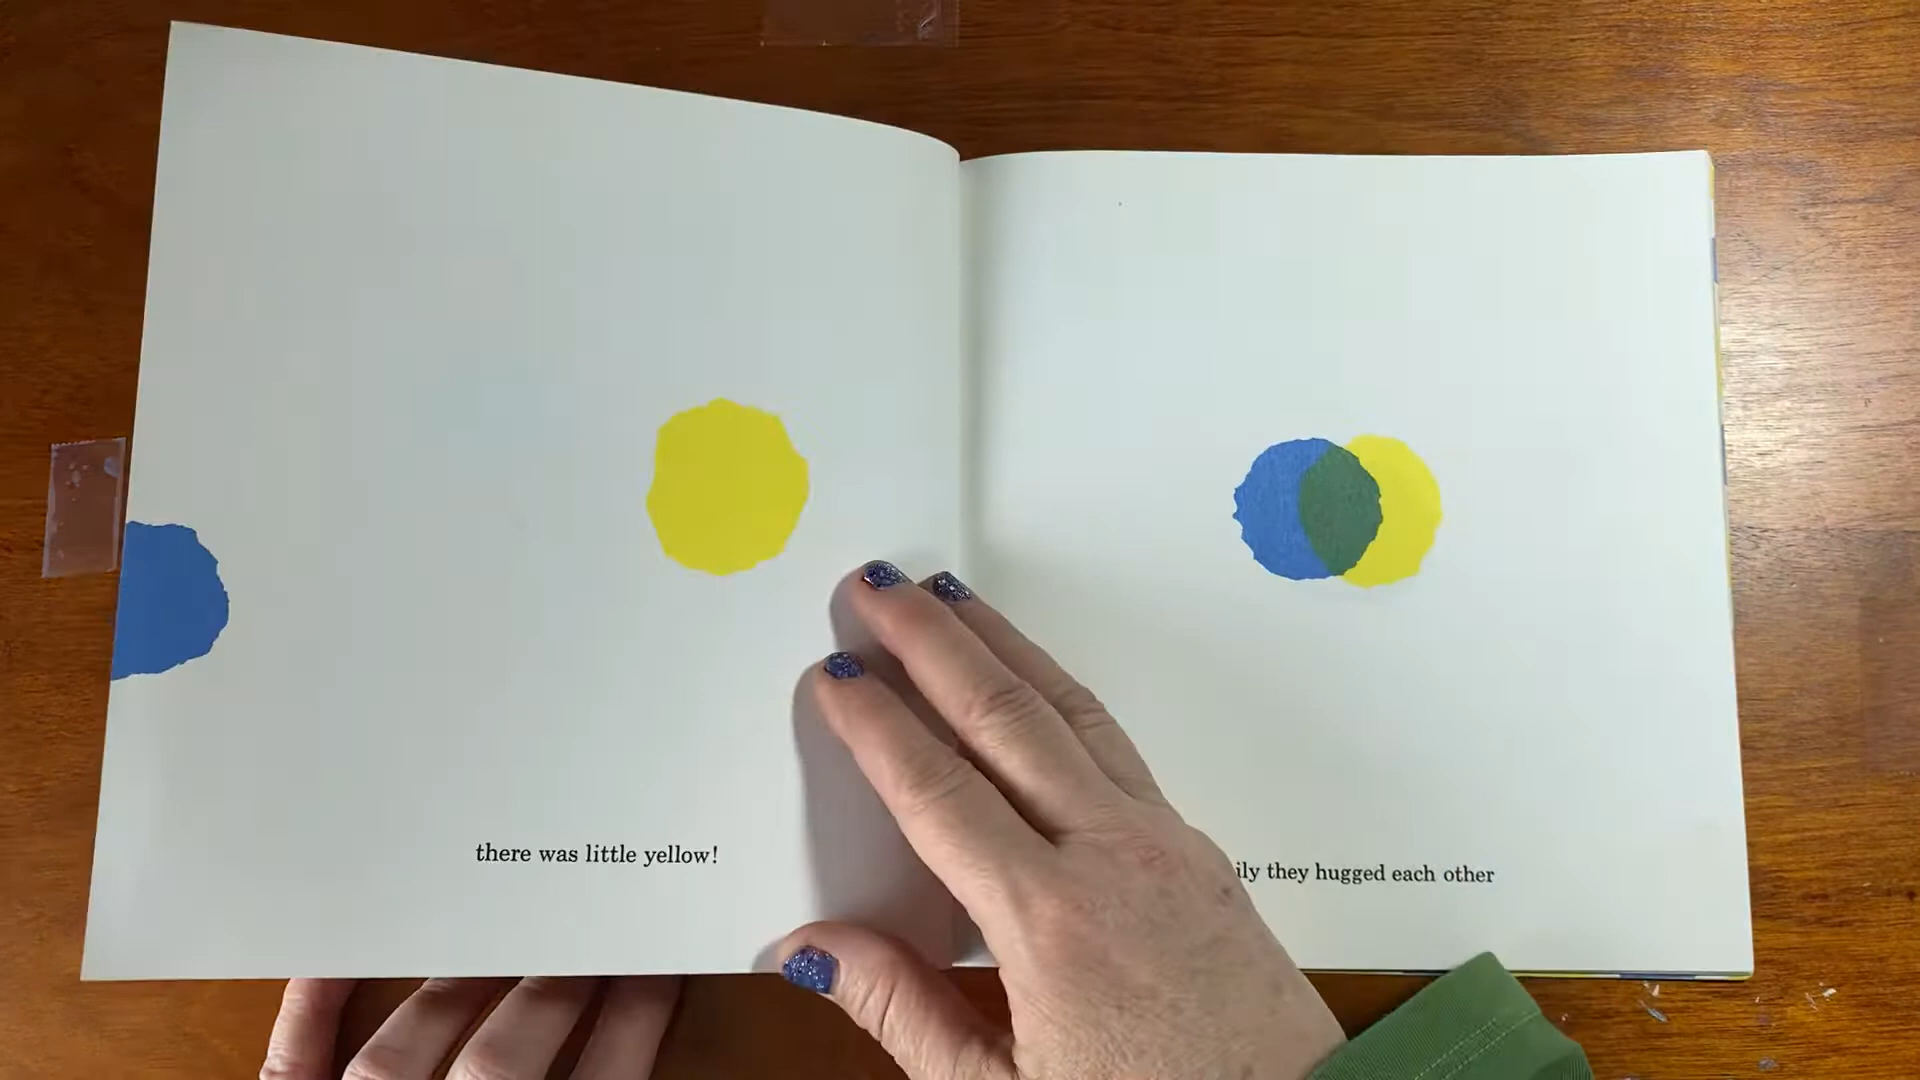 there was little yellow!
ily they hugged each other